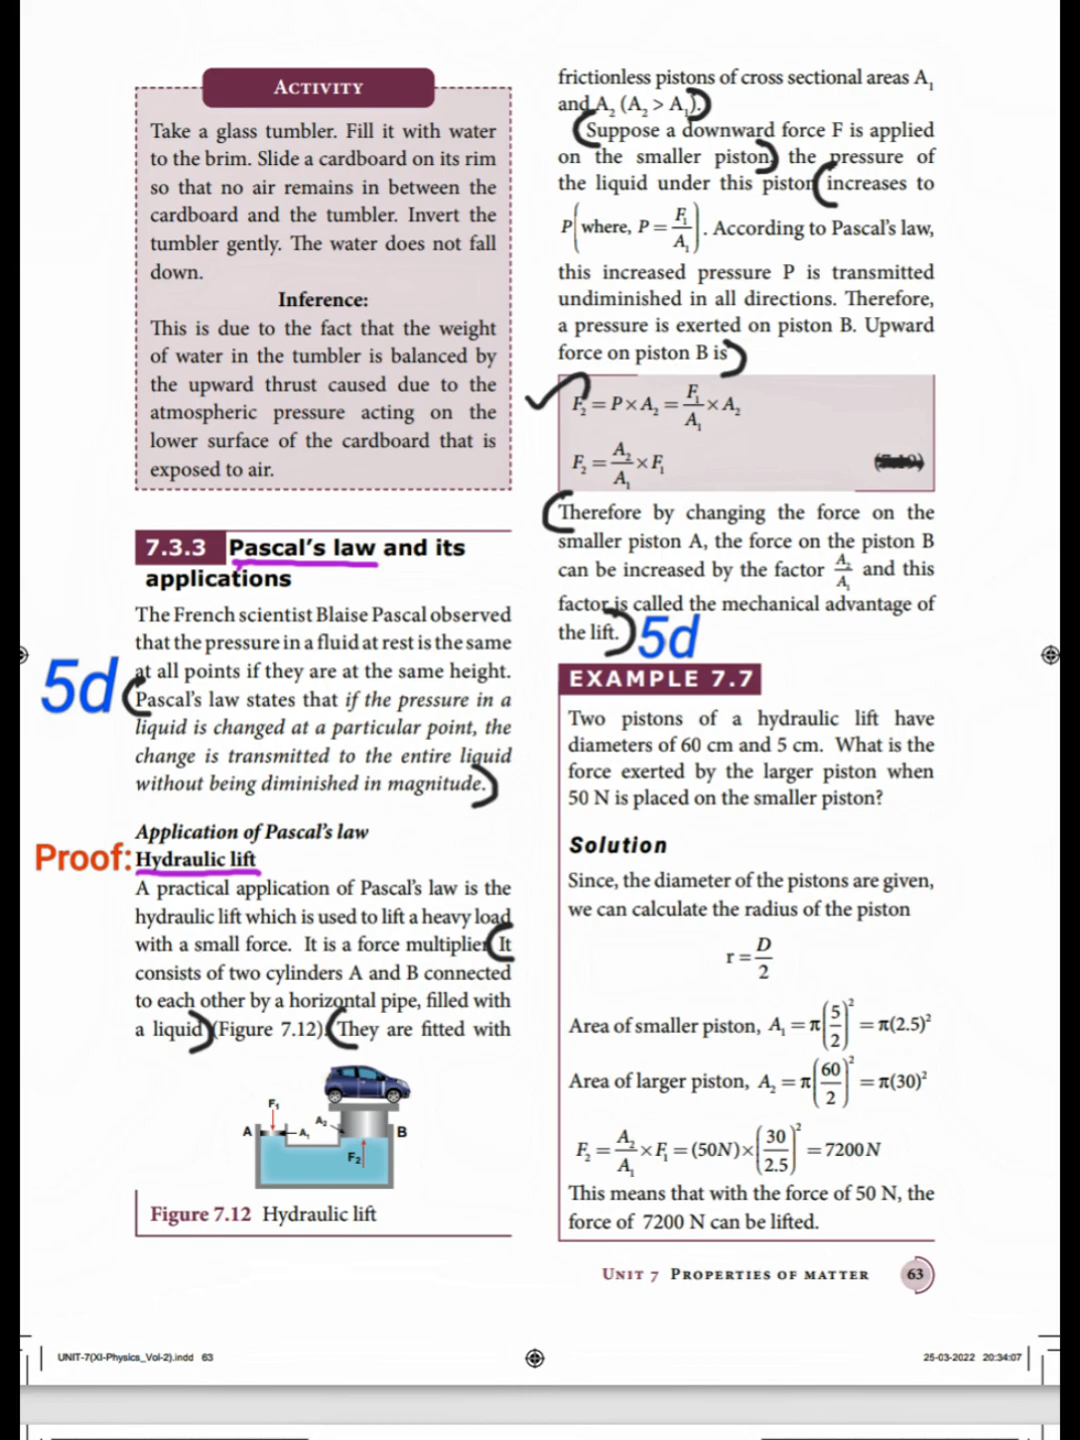 ACTIVITY
Take a glass tumbler. Fill it with water
to the brim. Slide a cardboard on its rim
so that no air remains in between the
cardboard and the tumbler. Invert the
tumbler gently. The water does not fall
down.
Inference:
This is due to the fact that the weight
of water in the tumbler is balanced by
the upward thrust caused due to the
atmospheric pressure acting on the
lower surface of the cardboard that is
exposed to air.
7.3.3 Pascal's law and its
applications
The French scientist Blaise Pascal observed
that the pressure in a fluid at rest is the same
at all points if they are at the same height.
5d
Pascal's law states that if the pressure in a
liquid is changed at a particular point, the
change is transmitted to the entire liquid
without being diminished in magnitude.
Application of Pascal's law
Proof: Hydraulic lift
A practical application of Pascal's law is the
hydraulic lift which is used to lift a heavy load
with a small force. It is a force multiplier. It
consists of two cylinders A and B connected
to each other by a horizontal pipe, filled with
a liquid (Figure 7.12). They are fitted with
F₁
A A₁ A₂ B
F₂
Figure 7.12 Hydraulic lift
frictionless pistons of cross sectional areas A₁
and A₂ (A₂ > A₁).
Suppose a downward force F is applied
on the smaller piston, the pressure of
the liquid under this piston increases to
P(where, P = F₁/A₁). According to Pascal's law,
this increased pressure P is transmitted
undiminished in all directions. Therefore,
a pressure is exerted on piston B. Upward
force on piston B is
F₂ = P × A₂ = F₁/A₁ × A₂
F₂ = A₂/A₁ × F₁
Therefore by changing the force on the
smaller piston A, the force on the piston B
can be increased by the factor A₂/A₁ and this
factor is called the mechanical advantage of
the lift. 5d
EXAMPLE 7.7
Two pistons of a hydraulic lift have
diameters of 60 cm and 5 cm. What is the
force exerted by the larger piston when
50 N is placed on the smaller piston?
Solution
Since, the diameter of the pistons are given,
we can calculate the radius of the piston
r = D/2
Area of smaller piston, A₁ = π(5/2)² = π(2.5)²
Area of larger piston, A₂ = π(60/2)² = π(30)²
F₂ = A₂/A₁ × F₁ = (50N) × (30/2.5)² = 7200 N
This means that with the force of 50 N, the
force of 7200 N can be lifted.
UNIT 7 PROPERTIES OF MATTER 63
UNIT-7(XI-Physics_Vol-2).indd 63
25-03-2022 20:34:07